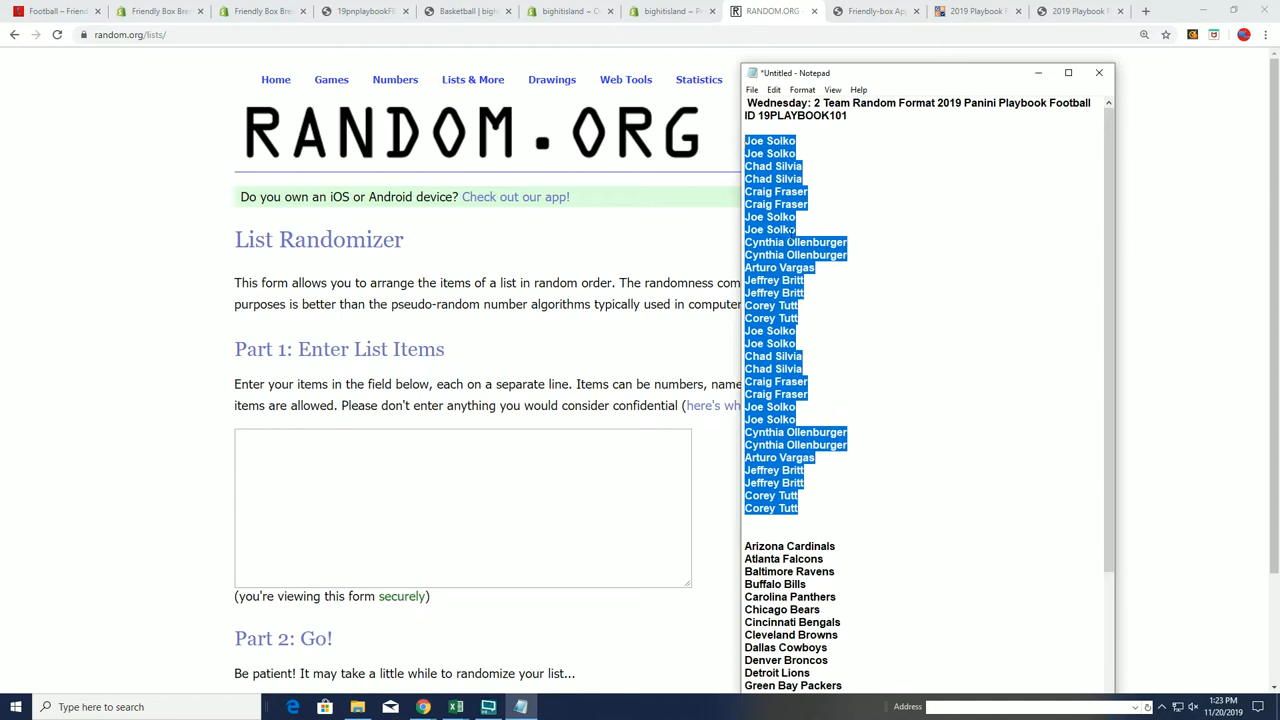 Football – Friend
Friendly Box Bre
Friendly Box Bre
19pnplaybookFB
Basketball | bigh
bighitisland – C
bighitisland – P
RANDOM.ORG
Friendly-box App
2019 Playbook F
2019 Playbook F
random.org/lists/
Home Games Numbers Lists & More Drawings Web Tools Statistics
RANDOM.ORG
Do you own an iOS or Android device? Check out our app!
List Randomizer
This form allows you to arrange the items of a list in random order. The randomness com
purposes is better than the pseudo-random number algorithms typically used in computer
Part 1: Enter List Items
Enter your items in the field below, each on a separate line. Items can be numbers, name
items are allowed. Please don't enter anything you would consider confidential (here's wh
(you're viewing this form securely)
Part 2: Go!
Be patient! It may take a little while to randomize your list...
*Untitled - Notepad
File Edit Format View Help
Wednesday: 2 Team Random Format 2019 Panini Playbook Football
ID 19PLAYBOOK101
Joe Solko
Joe Solko
Chad Silvia
Chad Silvia
Craig Fraser
Craig Fraser
Joe Solko
Joe Solko
Cynthia Ollenburger
Cynthia Ollenburger
Arturo Vargas
Jeffrey Britt
Jeffrey Britt
Corey Tutt
Corey Tutt
Joe Solko
Joe Solko
Chad Silvia
Chad Silvia
Craig Fraser
Craig Fraser
Joe Solko
Joe Solko
Cynthia Ollenburger
Cynthia Ollenburger
Arturo Vargas
Jeffrey Britt
Jeffrey Britt
Corey Tutt
Corey Tutt
Arizona Cardinals
Atlanta Falcons
Baltimore Ravens
Buffalo Bills
Carolina Panthers
Chicago Bears
Cincinnati Bengals
Cleveland Browns
Dallas Cowboys
Denver Broncos
Detroit Lions
Green Bay Packers
Type here to search
Address
1:23 PM
11/20/2019